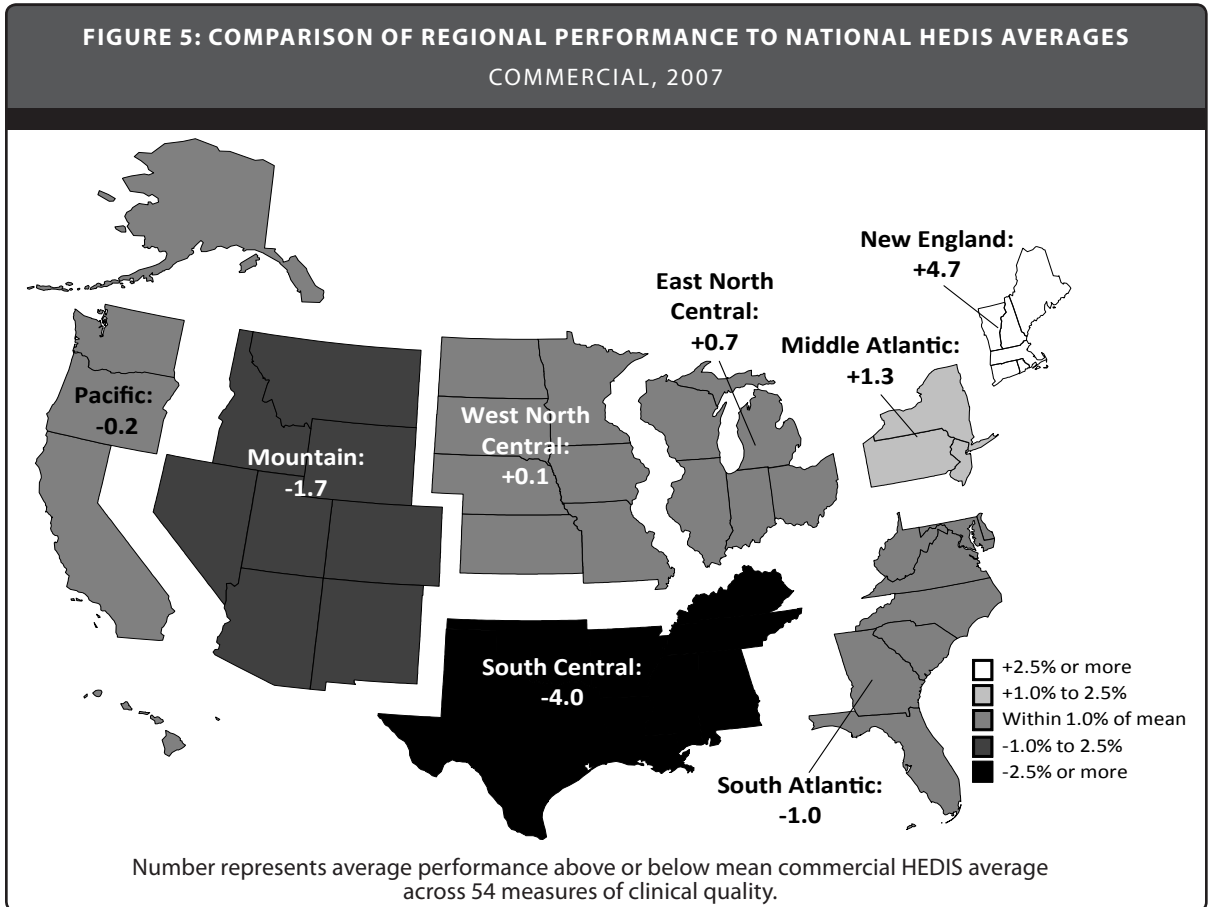 FIGURE 5: COMPARISON OF REGIONAL PERFORMANCE TO NATIONAL HEDIS AVERAGES
COMMERCIAL, 2007
New England:
+4.7
East North
Central:
+0.7
Middle Atlantic:
+1.3
Pacific:
-0.2
West North
Central:
+0.1
Mountain:
-1.7
South Central:
-4.0
South Atlantic:
-1.0
+2.5% or more
+1.0% to 2.5%
Within 1.0% of mean
-1.0% to 2.5%
-2.5% or more
Number represents average performance above or below mean commercial HEDIS average
across 54 measures of clinical quality.